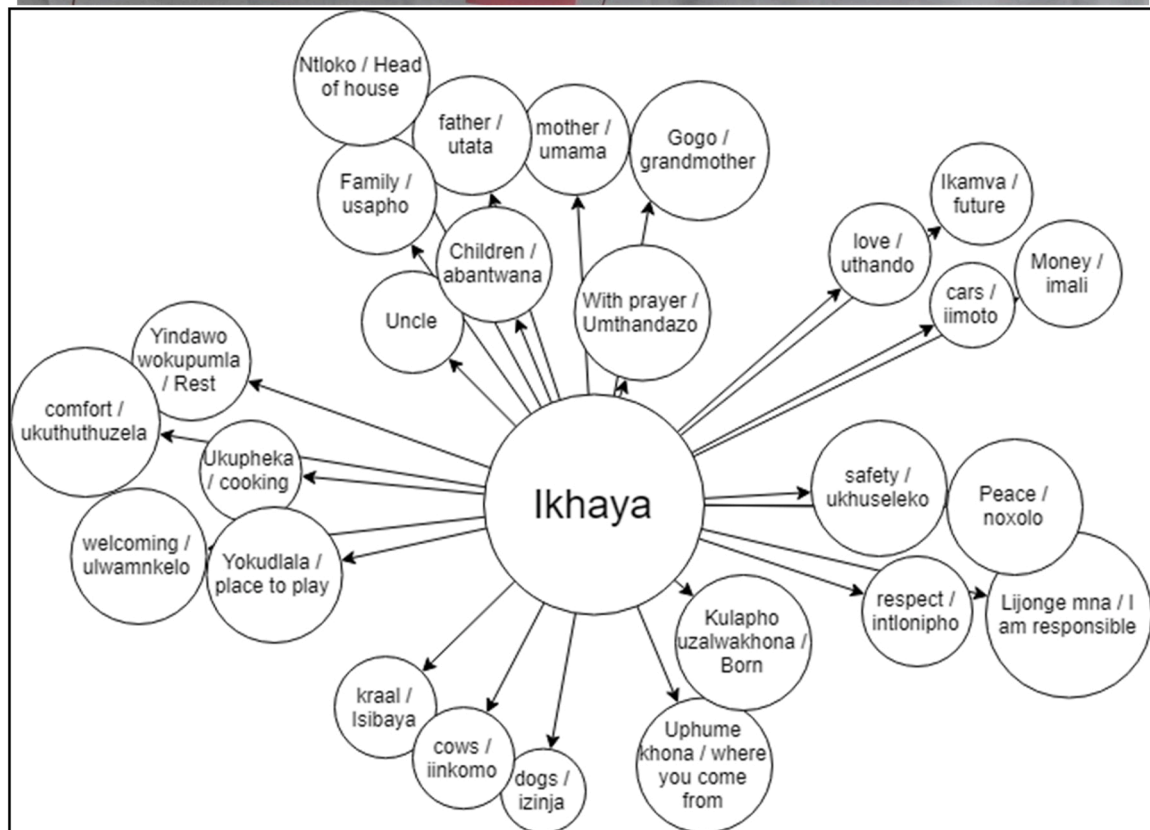 Ntloko / Head
of house
father /
utata
mother /
umama
Gogo /
grandmother
Family /
usapho
Children /
abantwana
Uncle
With prayer /
Umthandazo
love /
uthando
Ikamva /
future
cars /
iimoto
Money /
imali
Yindawo
wokupumla
/ Rest
comfort /
ukuthuthuzela
Ukupheka
/ cooking
welcoming /
ulwamnkelo
Yokudlala /
place to play
Ikhaya
safety /
ukhuseleko
Peace /
noxolo
respect /
intlonipho
Lijonge mna / I
am responsible
Kulapho
uzalwakhona /
Born
Uphume
khona / where
you come
from
kraal /
Isibaya
cows /
iinkomo
dogs /
izinja